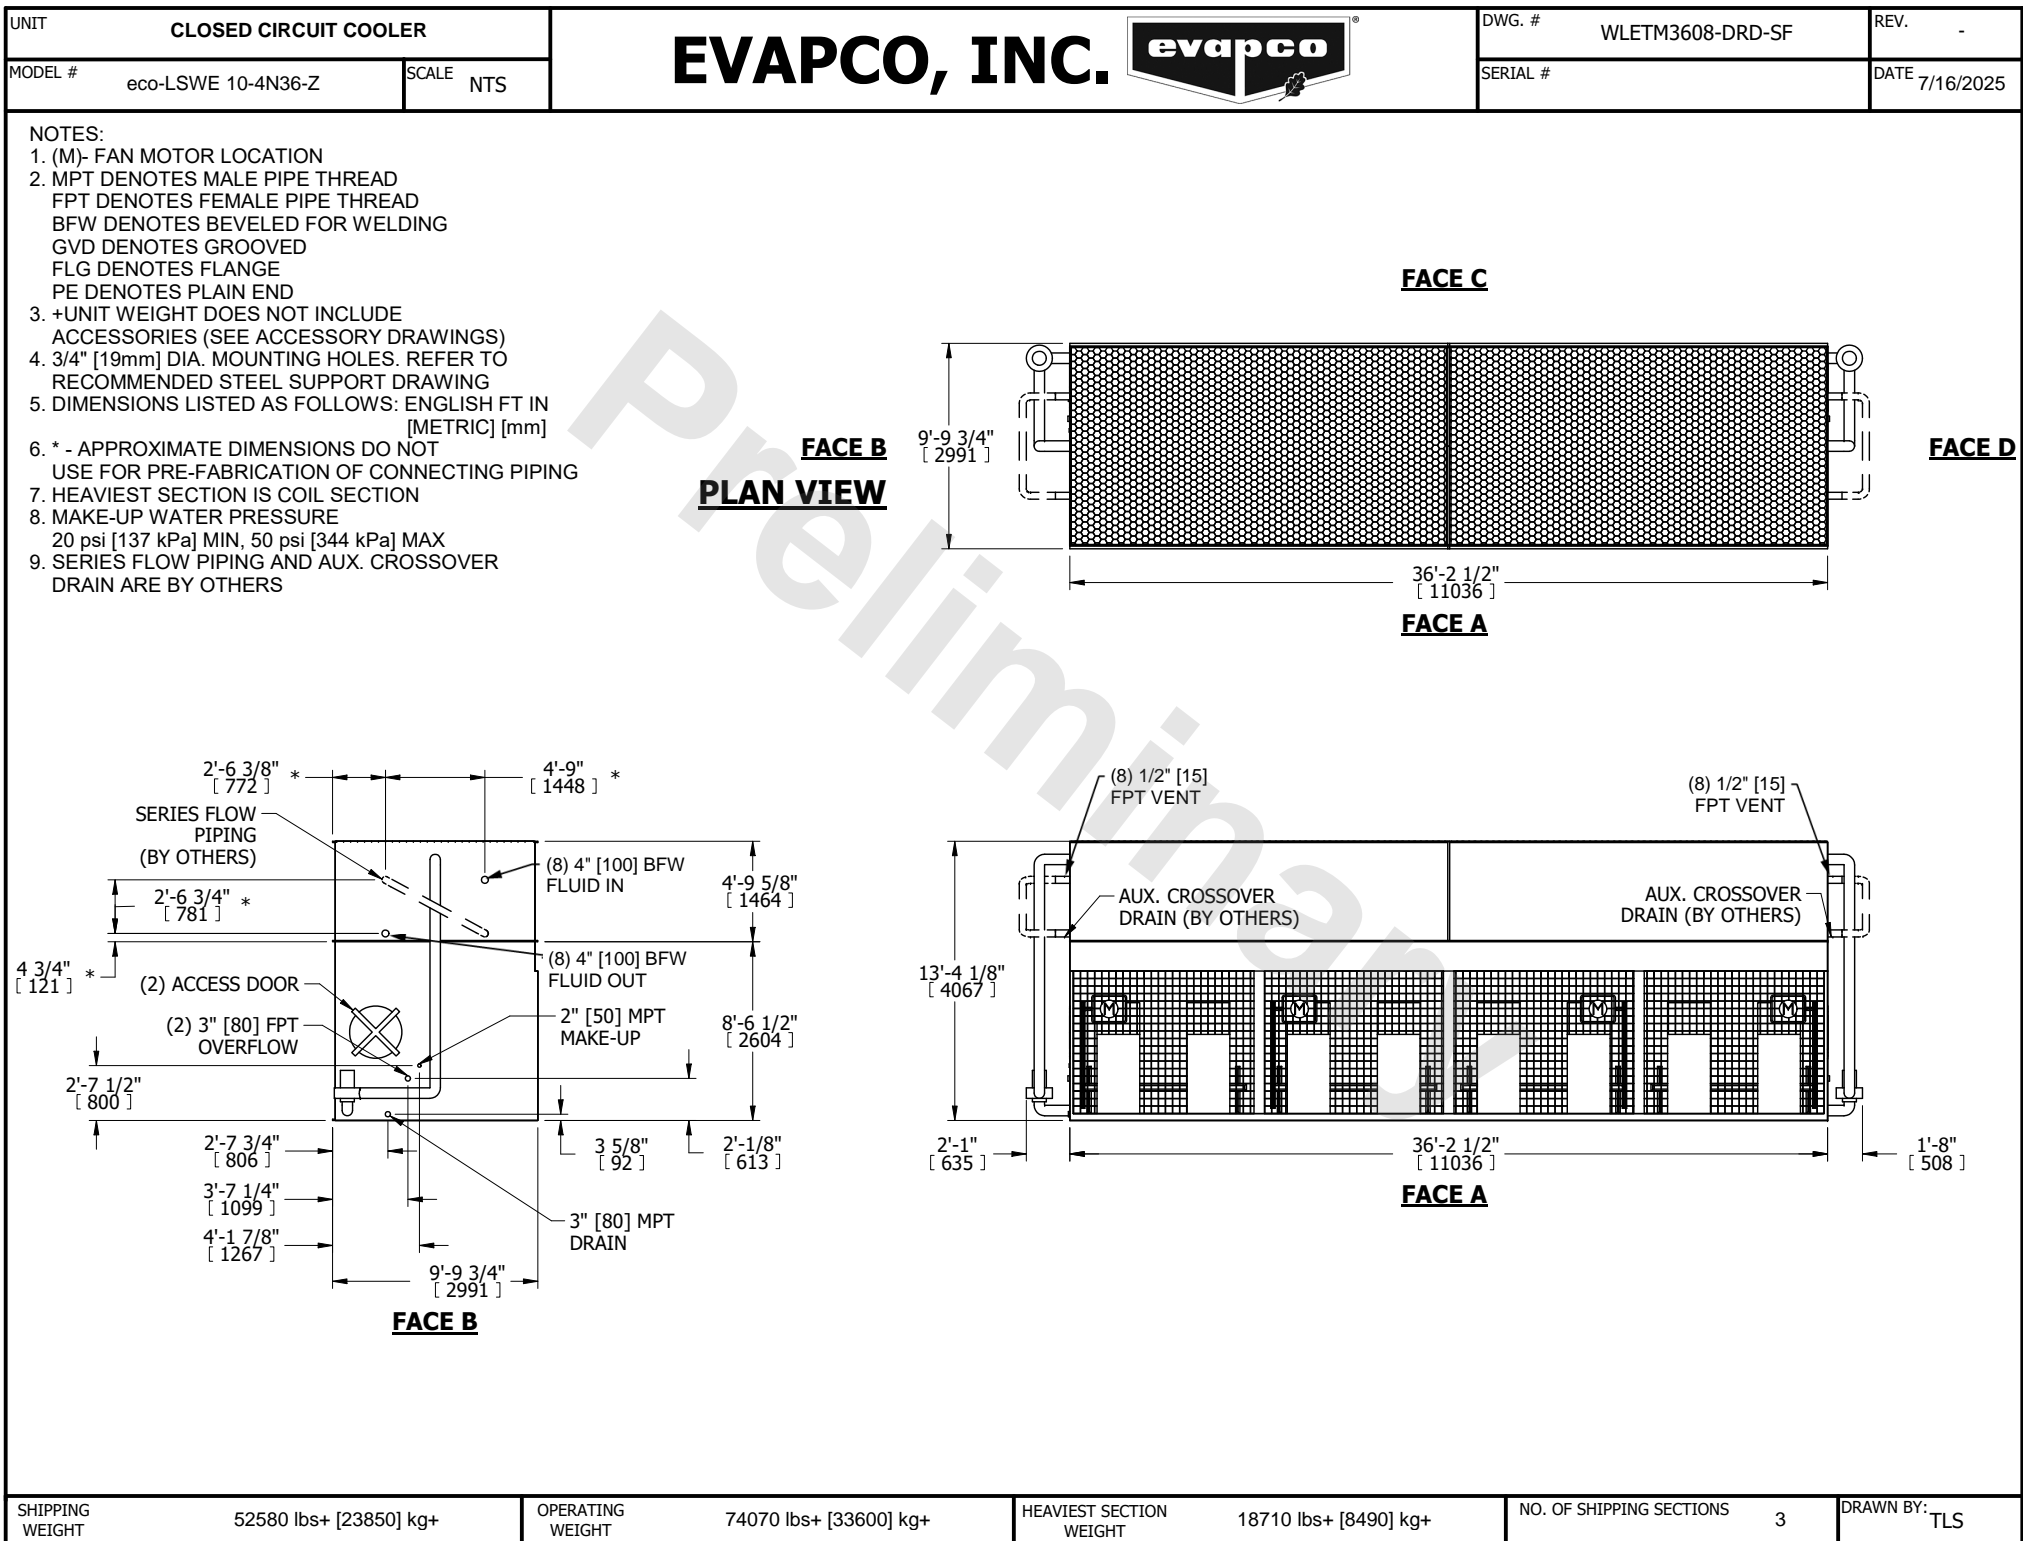 UNIT
CLOSED CIRCUIT COOLER
MODEL #
eco-LSWE 10-4N36-Z
SCALE
NTS
EVAPCO, INC.
evapco
®
DWG. #
WLETM3608-DRD-SF
REV.
-
SERIAL #
DATE
7/16/2025
NOTES:
1. (M)- FAN MOTOR LOCATION
2. MPT DENOTES MALE PIPE THREAD
FPT DENOTES FEMALE PIPE THREAD
BFW DENOTES BEVELED FOR WELDING
GVD DENOTES GROOVED
FLG DENOTES FLANGE
PE DENOTES PLAIN END
3. +UNIT WEIGHT DOES NOT INCLUDE
ACCESSORIES (SEE ACCESSORY DRAWINGS)
4. 3/4" [19mm] DIA. MOUNTING HOLES. REFER TO
RECOMMENDED STEEL SUPPORT DRAWING
5. DIMENSIONS LISTED AS FOLLOWS: ENGLISH FT IN
[METRIC] [mm]
6. * - APPROXIMATE DIMENSIONS DO NOT
USE FOR PRE-FABRICATION OF CONNECTING PIPING
7. HEAVIEST SECTION IS COIL SECTION
8. MAKE-UP WATER PRESSURE
20 psi [137 kPa] MIN, 50 psi [344 kPa] MAX
9. SERIES FLOW PIPING AND AUX. CROSSOVER
DRAIN ARE BY OTHERS
Preliminary
FACE C
FACE B
PLAN VIEW
9'-9 3/4"
[ 2991 ]
FACE D
36'-2 1/2"
[ 11036 ]
FACE A
2'-6 3/8" *
[ 772 ]
4'-9" *
[ 1448 ]
SERIES FLOW
PIPING
(BY OTHERS)
(8) 4" [100] BFW
FLUID IN
2'-6 3/4" *
[ 781 ]
4'-9 5/8"
[ 1464 ]
(8) 4" [100] BFW
FLUID OUT
4 3/4" *
[ 121 ]
(2) ACCESS DOOR
(2) 3" [80] FPT
OVERFLOW
2" [50] MPT
MAKE-UP
8'-6 1/2"
[ 2604 ]
2'-7 1/2"
[ 800 ]
2'-7 3/4"
[ 806 ]
3 5/8"
[ 92 ]
2'-1/8"
[ 613 ]
3'-7 1/4"
[ 1099 ]
4'-1 7/8"
[ 1267 ]
3" [80] MPT
DRAIN
9'-9 3/4"
[ 2991 ]
FACE B
(8) 1/2" [15]
FPT VENT
(8) 1/2" [15]
FPT VENT
AUX. CROSSOVER
DRAIN (BY OTHERS)
AUX. CROSSOVER
DRAIN (BY OTHERS)
13'-4 1/8"
[ 4067 ]
M
M
M
M
2'-1"
[ 635 ]
36'-2 1/2"
[ 11036 ]
1'-8"
[ 508 ]
FACE A
SHIPPING
WEIGHT
52580 lbs+ [23850] kg+
OPERATING
WEIGHT
74070 lbs+ [33600] kg+
HEAVIEST SECTION
WEIGHT
18710 lbs+ [8490] kg+
NO. OF SHIPPING SECTIONS
3
DRAWN BY:
TLS